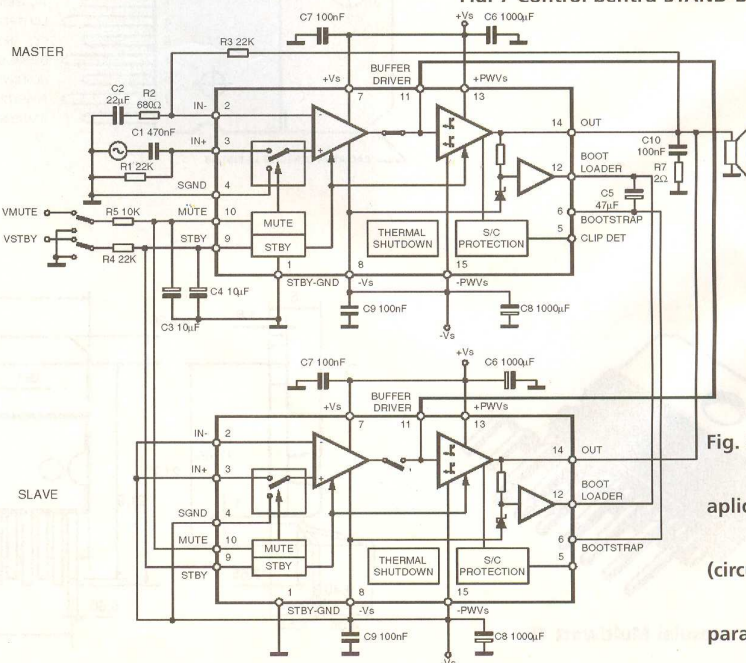 C7 100nF
+Vs
C6 1000µF
MASTER
R3 22K
BUFFER
DRIVER
+Vs
+PWVs
C2
22µF
R2
680Ω
IN-
2
7
11
13
C1 470nF
IN+
3
-
+
14
OUT
C10
100nF
R7
2Ω
R1 22K
12
BOOT
LOADER
SGND
4
C5
47µF
VMUTE
R5 10K
MUTE
10
MUTE
6
BOOTSTRAP
VSTBY
STBY
9
STBY
THERMAL
SHUTDOWN
S/C
PROTECTION
5
CLIP DET
R4 22K
1
STBY-GND
8
-Vs
15
-PWVs
C4 10µF
C3 10µF
C9 100nF
C8 1000µF
-Vs
C7 100nF
+Vs
C6 1000µF
BUFFER
DRIVER
+Vs
+PWVs
7
11
13
IN-
2
-
+
14
OUT
Fig.
IN+
3
SLAVE
12
BOOT
LOADER
aplic
SGND
4
MUTE
10
MUTE
6
BOOTSTRAP
9
STBY
STBY
THERMAL
SHUTDOWN
S/C
PROTECTION
5
(circ
1
STBY-GND
8
-Vs
15
-PWVs
C9 100nF
C8 1000µF
para
-Vs